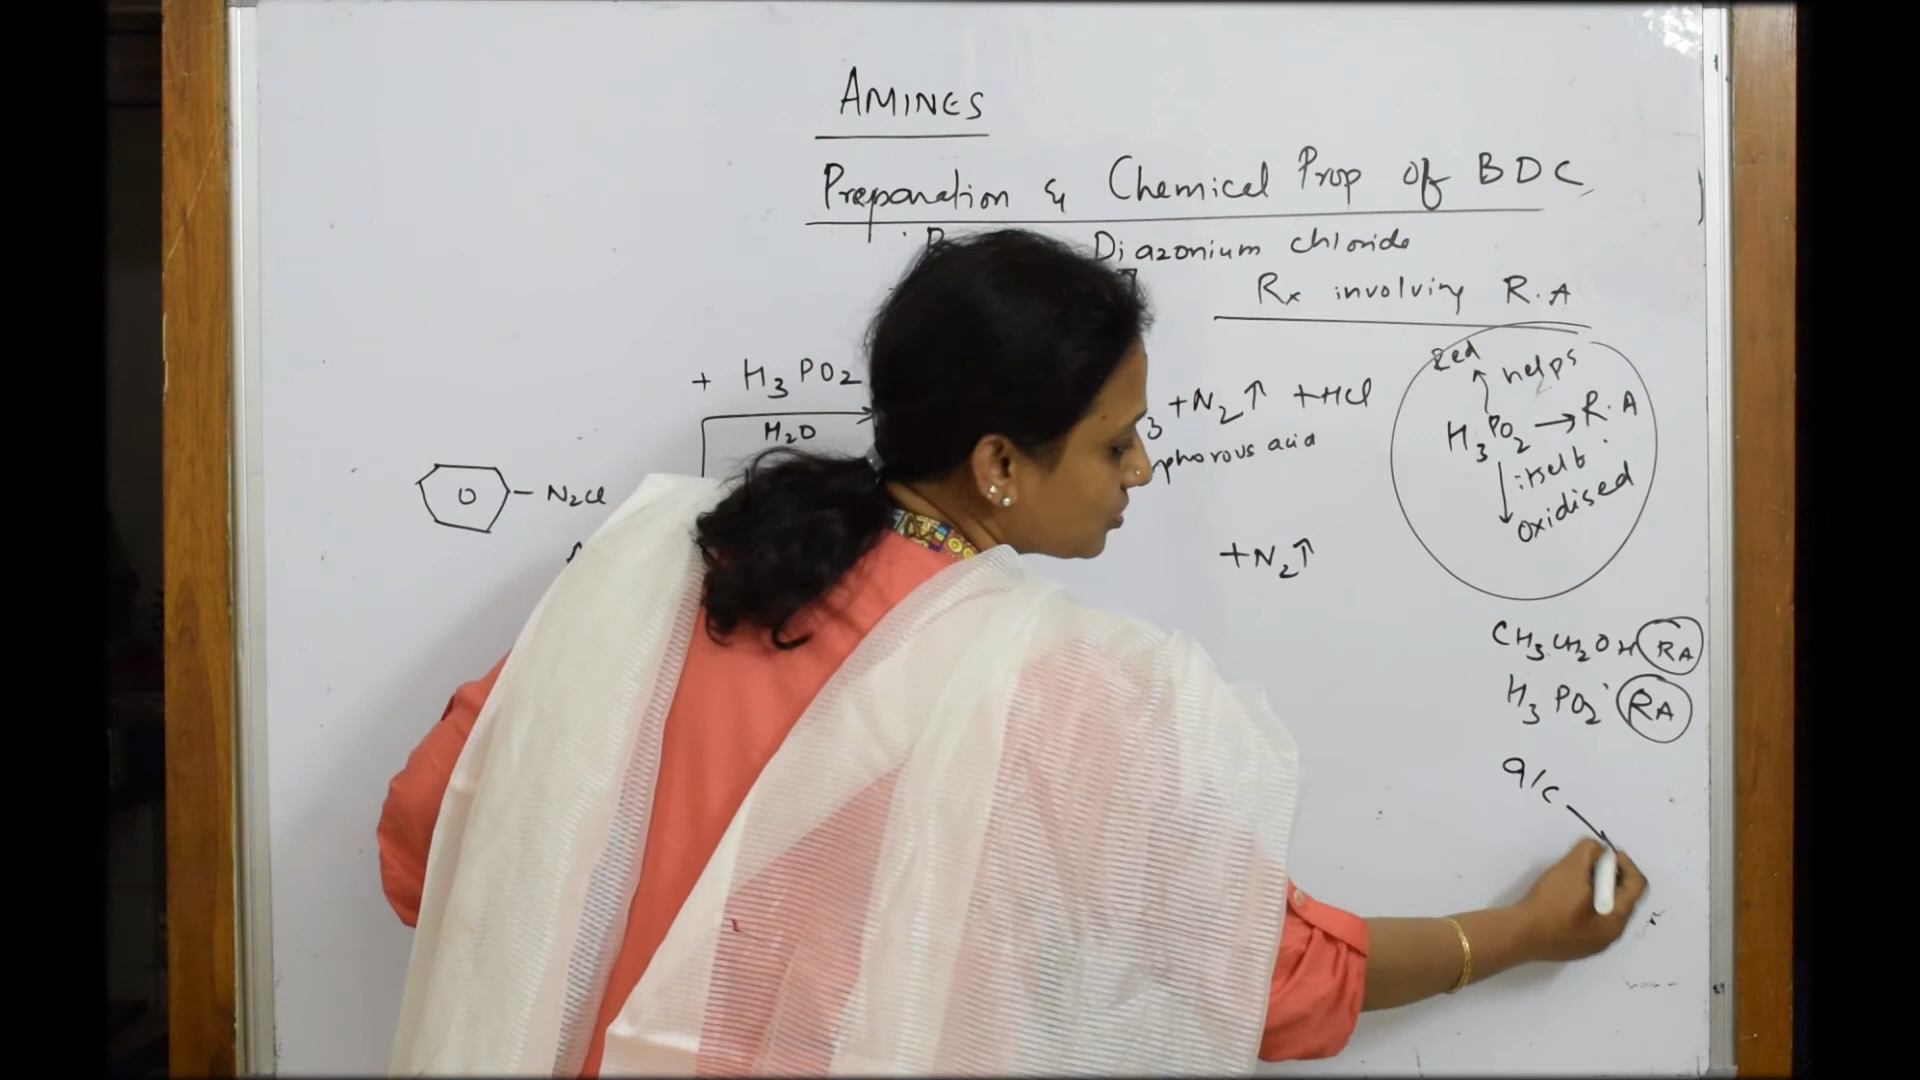 AMINES
Preparation & Chemical Prop of BDC
Diazonium chloride
Rx involving R.A
+ H3PO2
H2O
3 +N2↑ +HCl
phorous acid
N2Cl
+N2↑
Red helps
H3PO2 → R.A
itself
oxidised
CH3CH2OH RA
H3PO2 RA